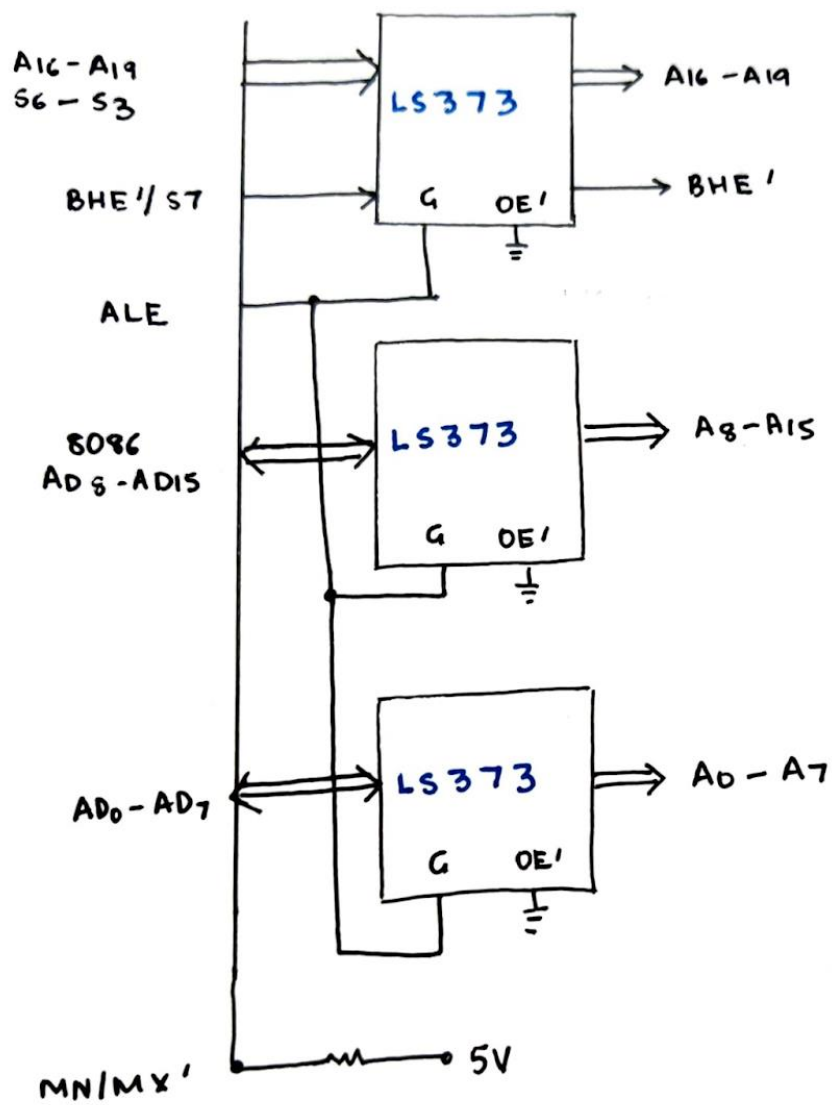 A16-A19
S6-S3
LS373
A16-A19
BHE'/S7
G OE'
BHE'
ALE
8086
AD8-AD15
LS373
A8-A15
G OE'
AD0-AD7
LS373
A0-A7
G OE'
MN/MX'
5V